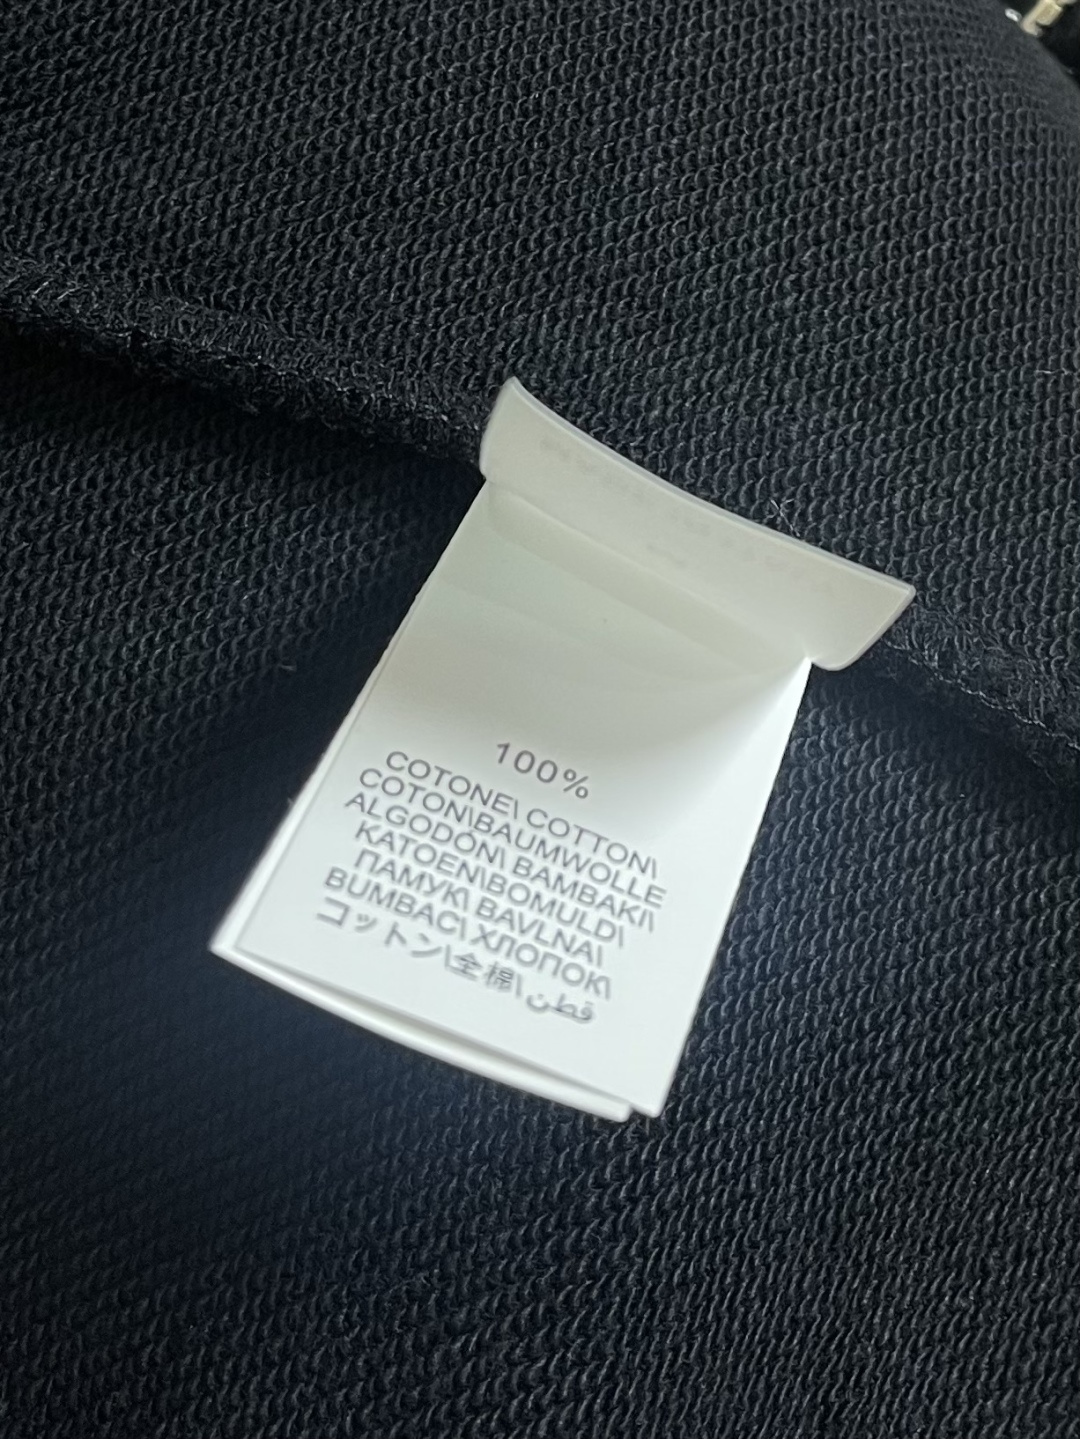 100%
COTONE\ COTTON\
COTON\BAUMWOLLE
ALGODÓN\ BAMBAKI\
KATOEN\BOMULD\
ПАМУК\ BAVLNA\
BUMBAC\ ХЛОПОК\
コットン\全棉\ قطن